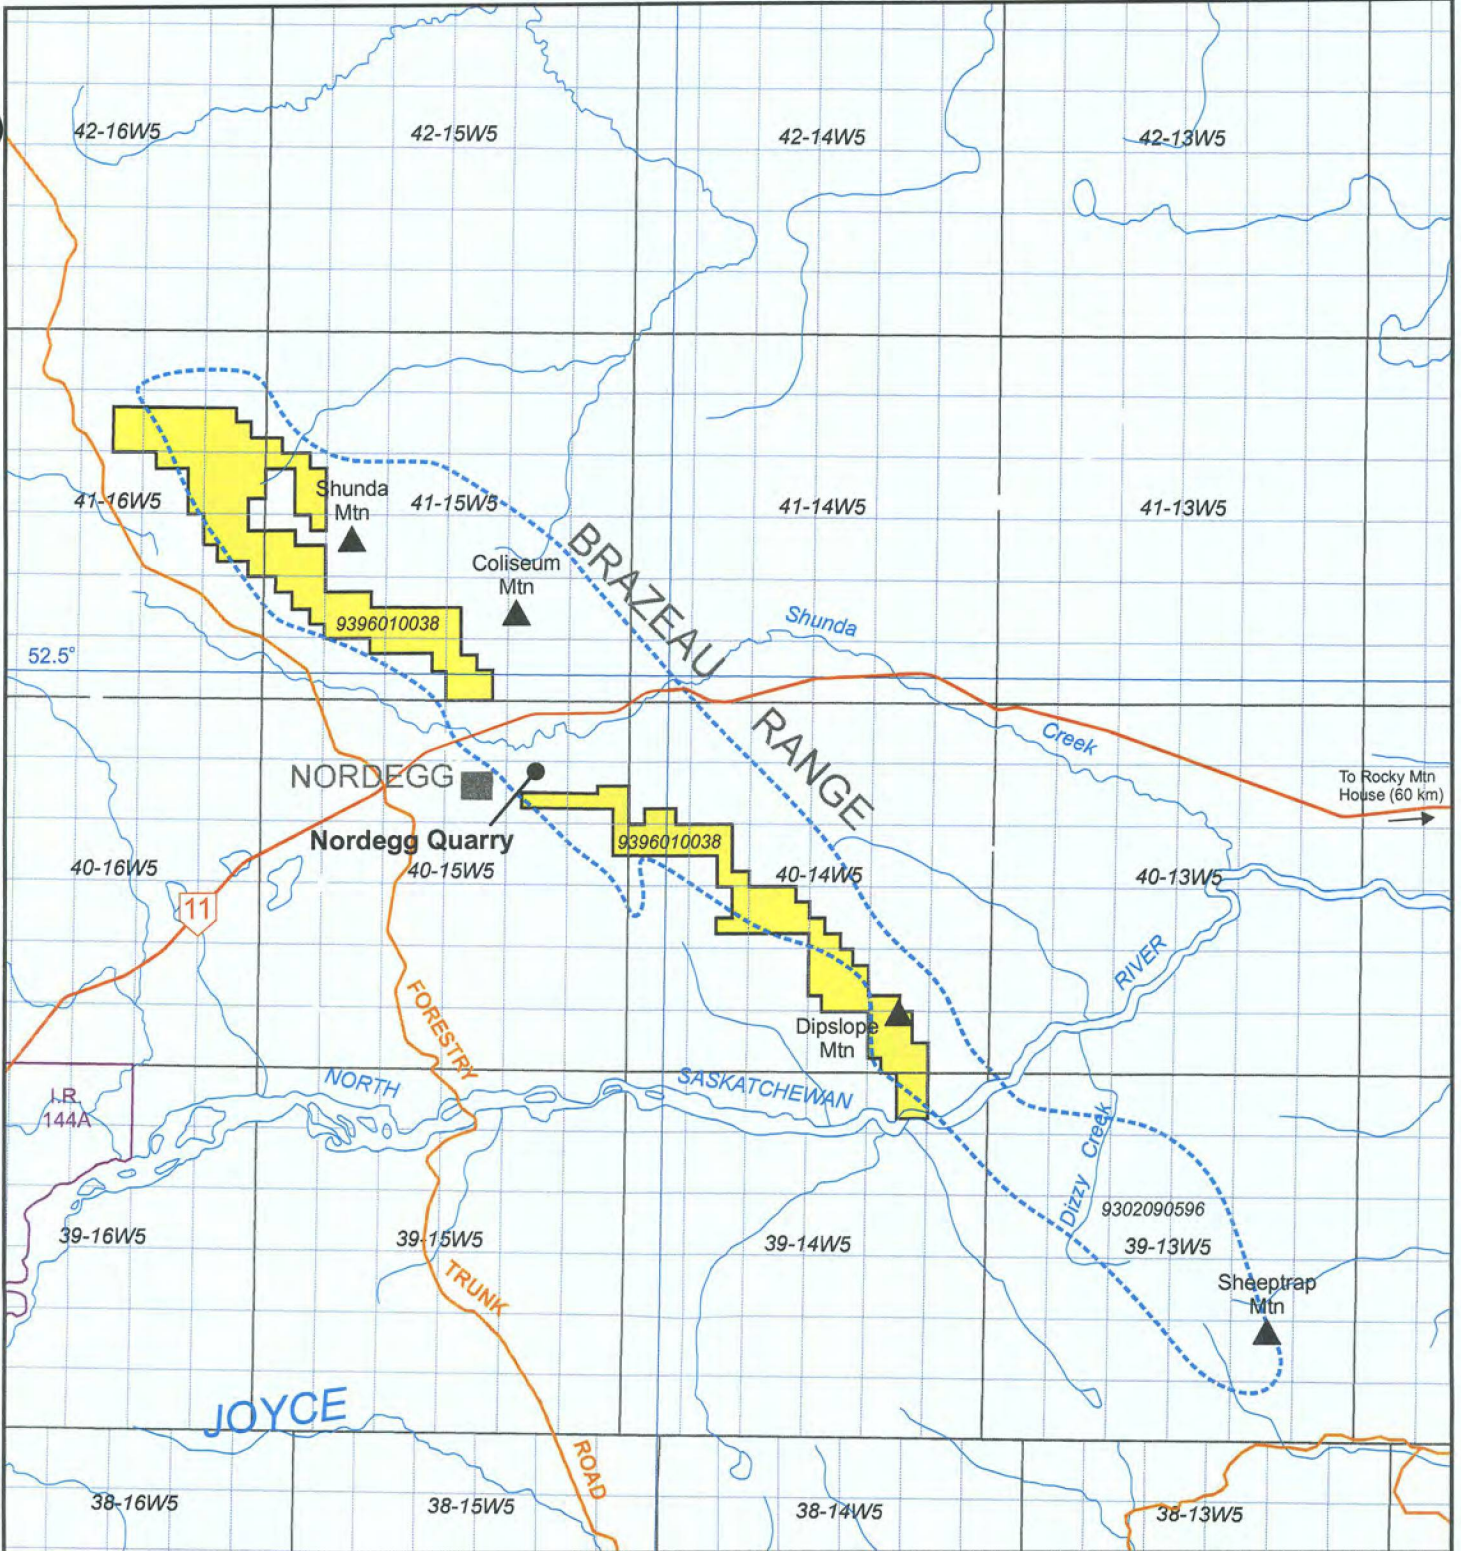 42-16W5
42-15W5
42-14W5
42-13W5
41-16W5
Shunda
Mtn
41-15W5
41-14W5
41-13W5
Coliseum
Mtn
BRAZEAU
RANGE
9396010038
Shunda
Creek
52.5°
NORDEGG
Nordegg Quarry
To Rocky Mtn
House (60 km)
9396010038
40-16W5
40-15W5
40-14W5
40-13W5
11
FORESTRY
RIVER
Dipslope
Mtn
I.R.
144A
NORTH
SASKATCHEWAN
Dizzy Creek
9302090596
39-16W5
39-15W5
39-14W5
39-13W5
TRUNK
Sheeptrap
Mtn
JOYCE
ROAD
38-16W5
38-15W5
38-14W5
38-13W5